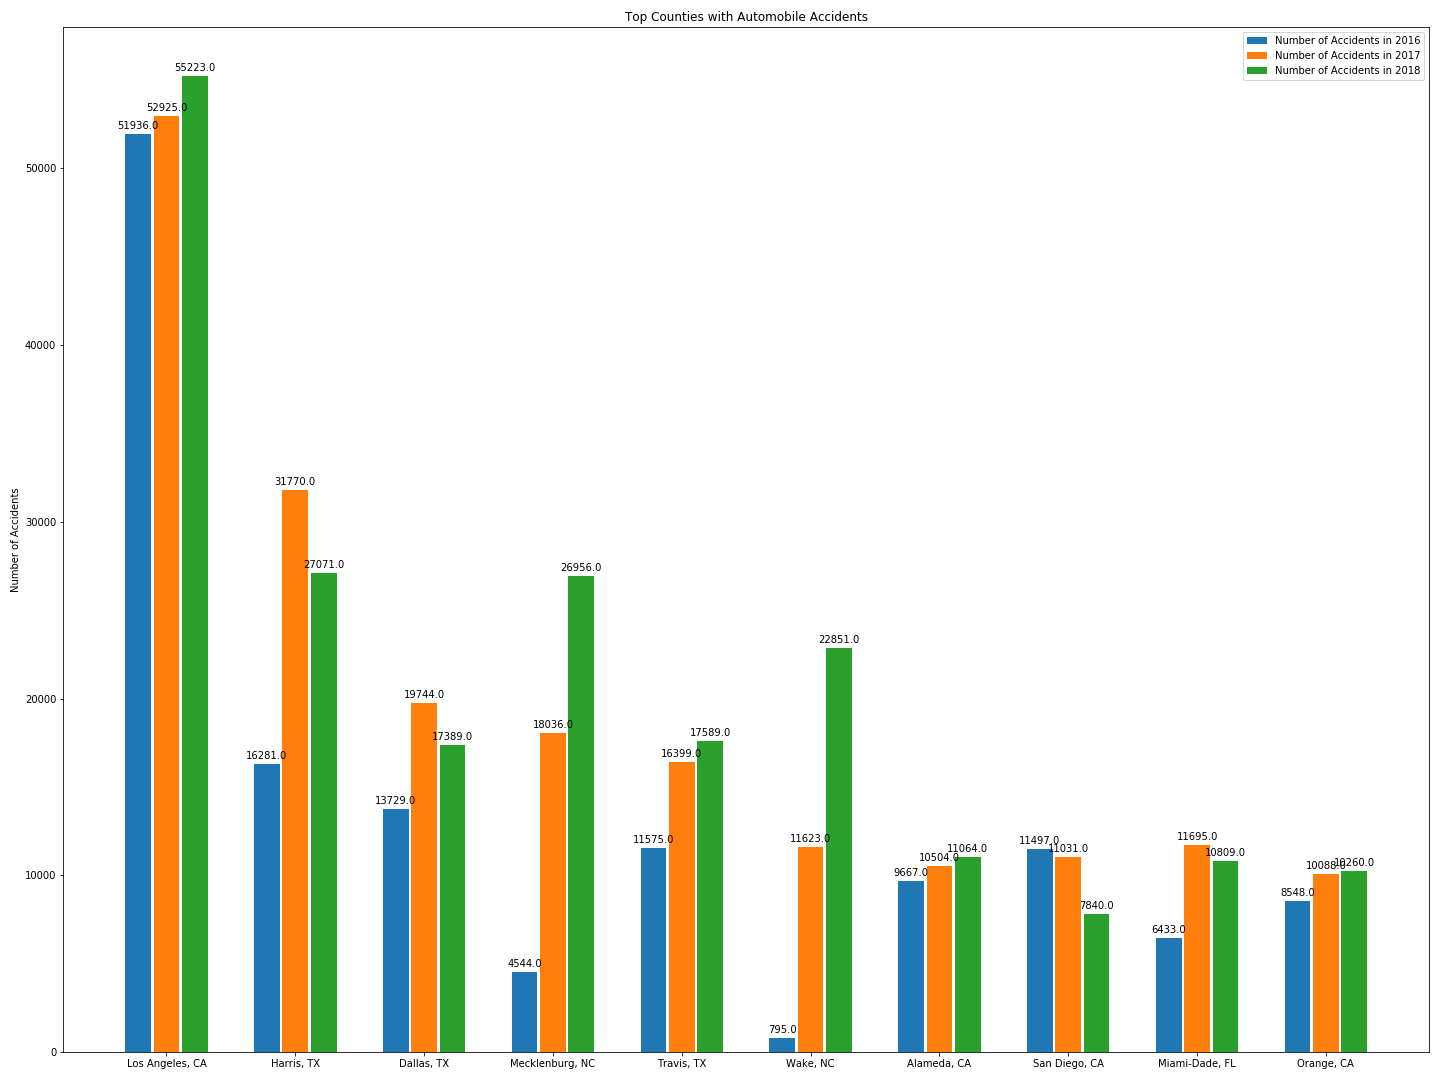 Top Counties with Automobile Accidents
Number of Accidents in 2016
Number of Accidents in 2017
Number of Accidents in 2018
Number of Accidents
50000
40000
30000
20000
10000
0
51936.0
52925.0
55223.0
16281.0
31770.0
27071.0
13729.0
19744.0
17389.0
4544.0
18036.0
26956.0
11575.0
16399.0
17589.0
795.0
11623.0
22851.0
9667.0
10504.0
11064.0
11497.0
11031.0
7840.0
6433.0
11695.0
10809.0
8548.0
10088.0
10260.0
Los Angeles, CA
Harris, TX
Dallas, TX
Mecklenburg, NC
Travis, TX
Wake, NC
Alameda, CA
San Diego, CA
Miami-Dade, FL
Orange, CA